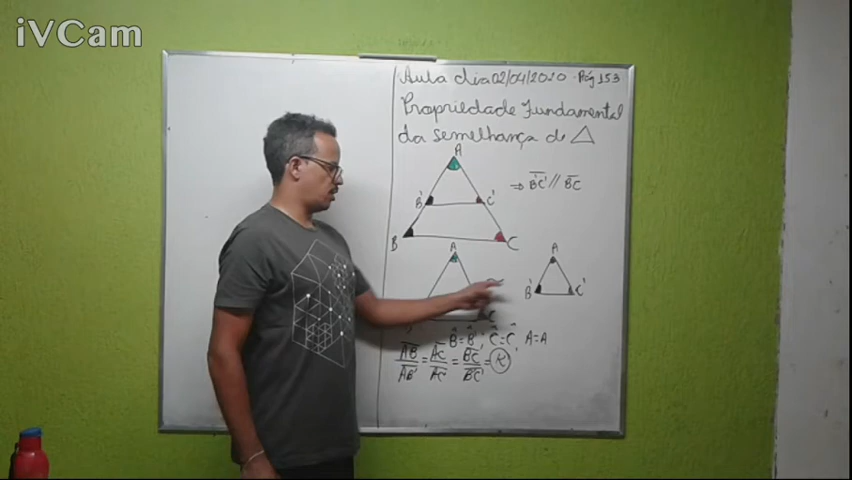 iVCam
Aula dia 02/04/2020 - Pág 153
Propriedade Fundamental
da semelhança de △
A
B' C'
⇒ B'C' // BC
B C
A A
C
B' C'
B̂=B̂', Ĉ=Ĉ', A=A
AB/AB' = AC/AC' = BC/B'C' = K